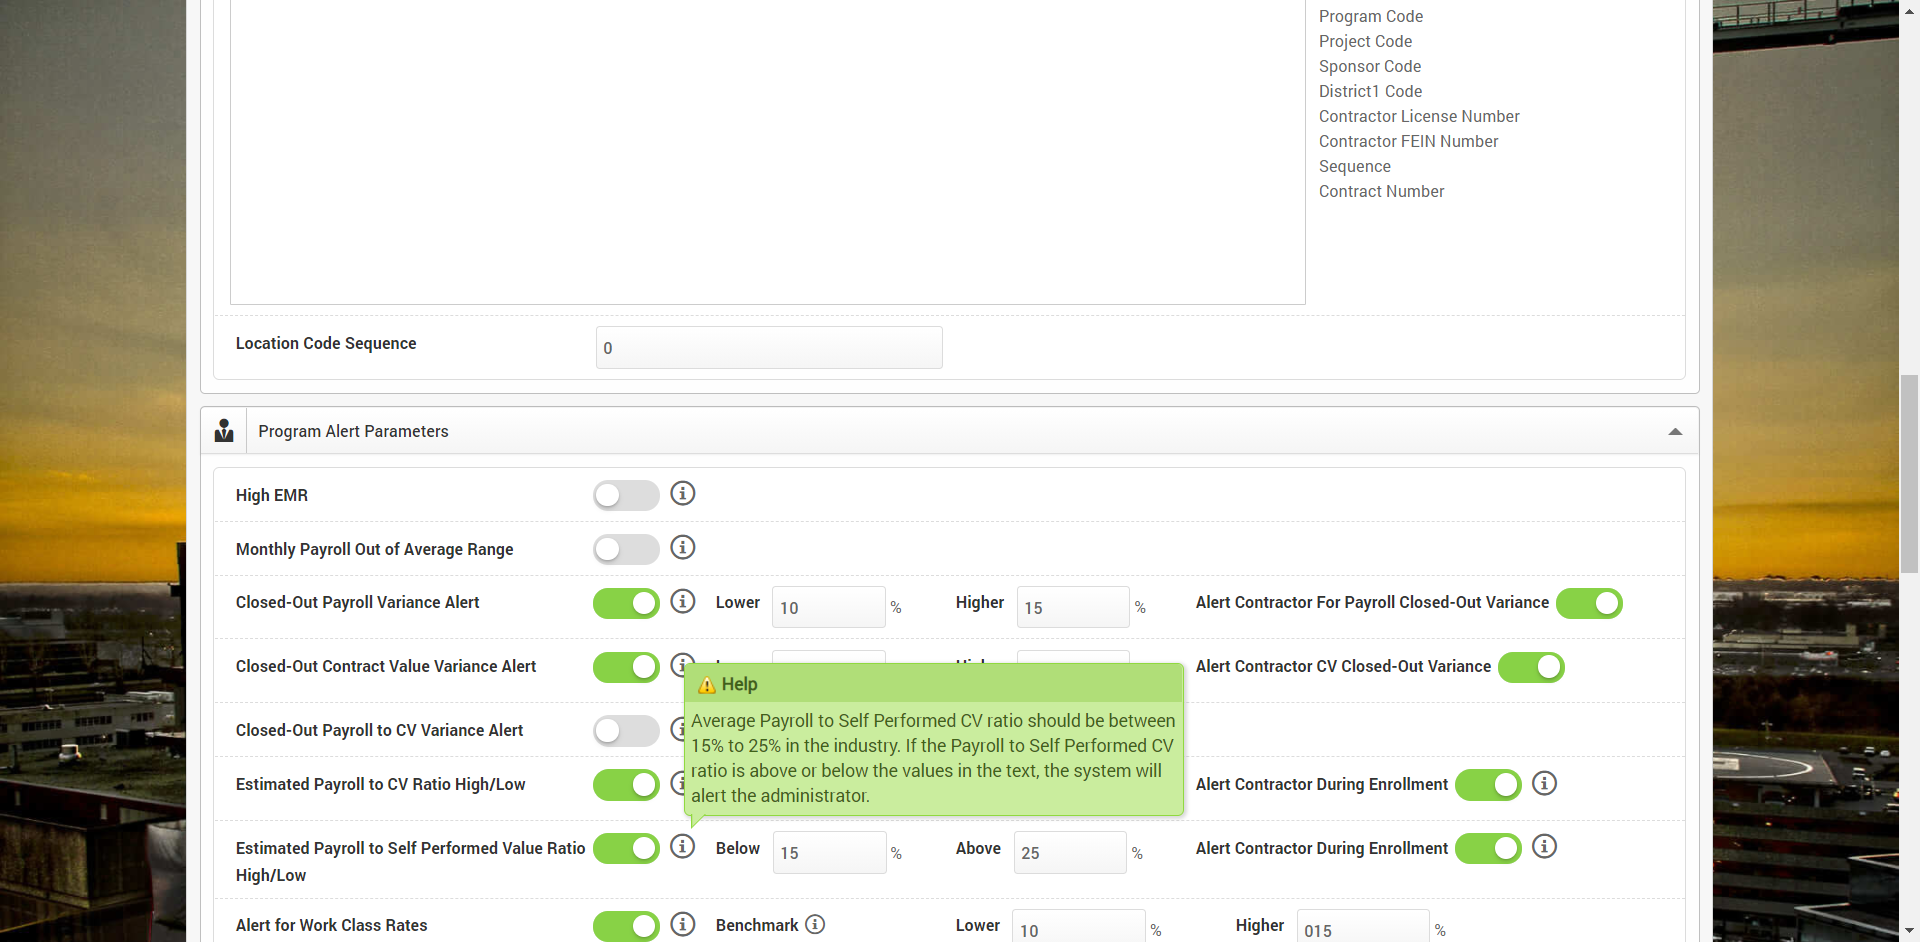 Program Code
Project Code
Sponsor Code
District1 Code
Contractor License Number
Contractor FEIN Number
Sequence
Contract Number
Location Code Sequence 0
Program Alert Parameters
High EMR
Monthly Payroll Out of Average Range
Closed-Out Payroll Variance Alert Lower 10 % Higher 15 % Alert Contractor For Payroll Closed-Out Variance
Closed-Out Contract Value Variance Alert Alert Contractor CV Closed-Out Variance
Help
Average Payroll to Self Performed CV ratio should be between
15% to 25% in the industry. If the Payroll to Self Performed CV
ratio is above or below the values in the text, the system will
alert the administrator.
Closed-Out Payroll to CV Variance Alert
Estimated Payroll to CV Ratio High/Low Alert Contractor During Enrollment
Estimated Payroll to Self Performed Value Ratio Below 15 % Above 25 % Alert Contractor During Enrollment
High/Low
Alert for Work Class Rates Benchmark Lower 10 % Higher 015 %